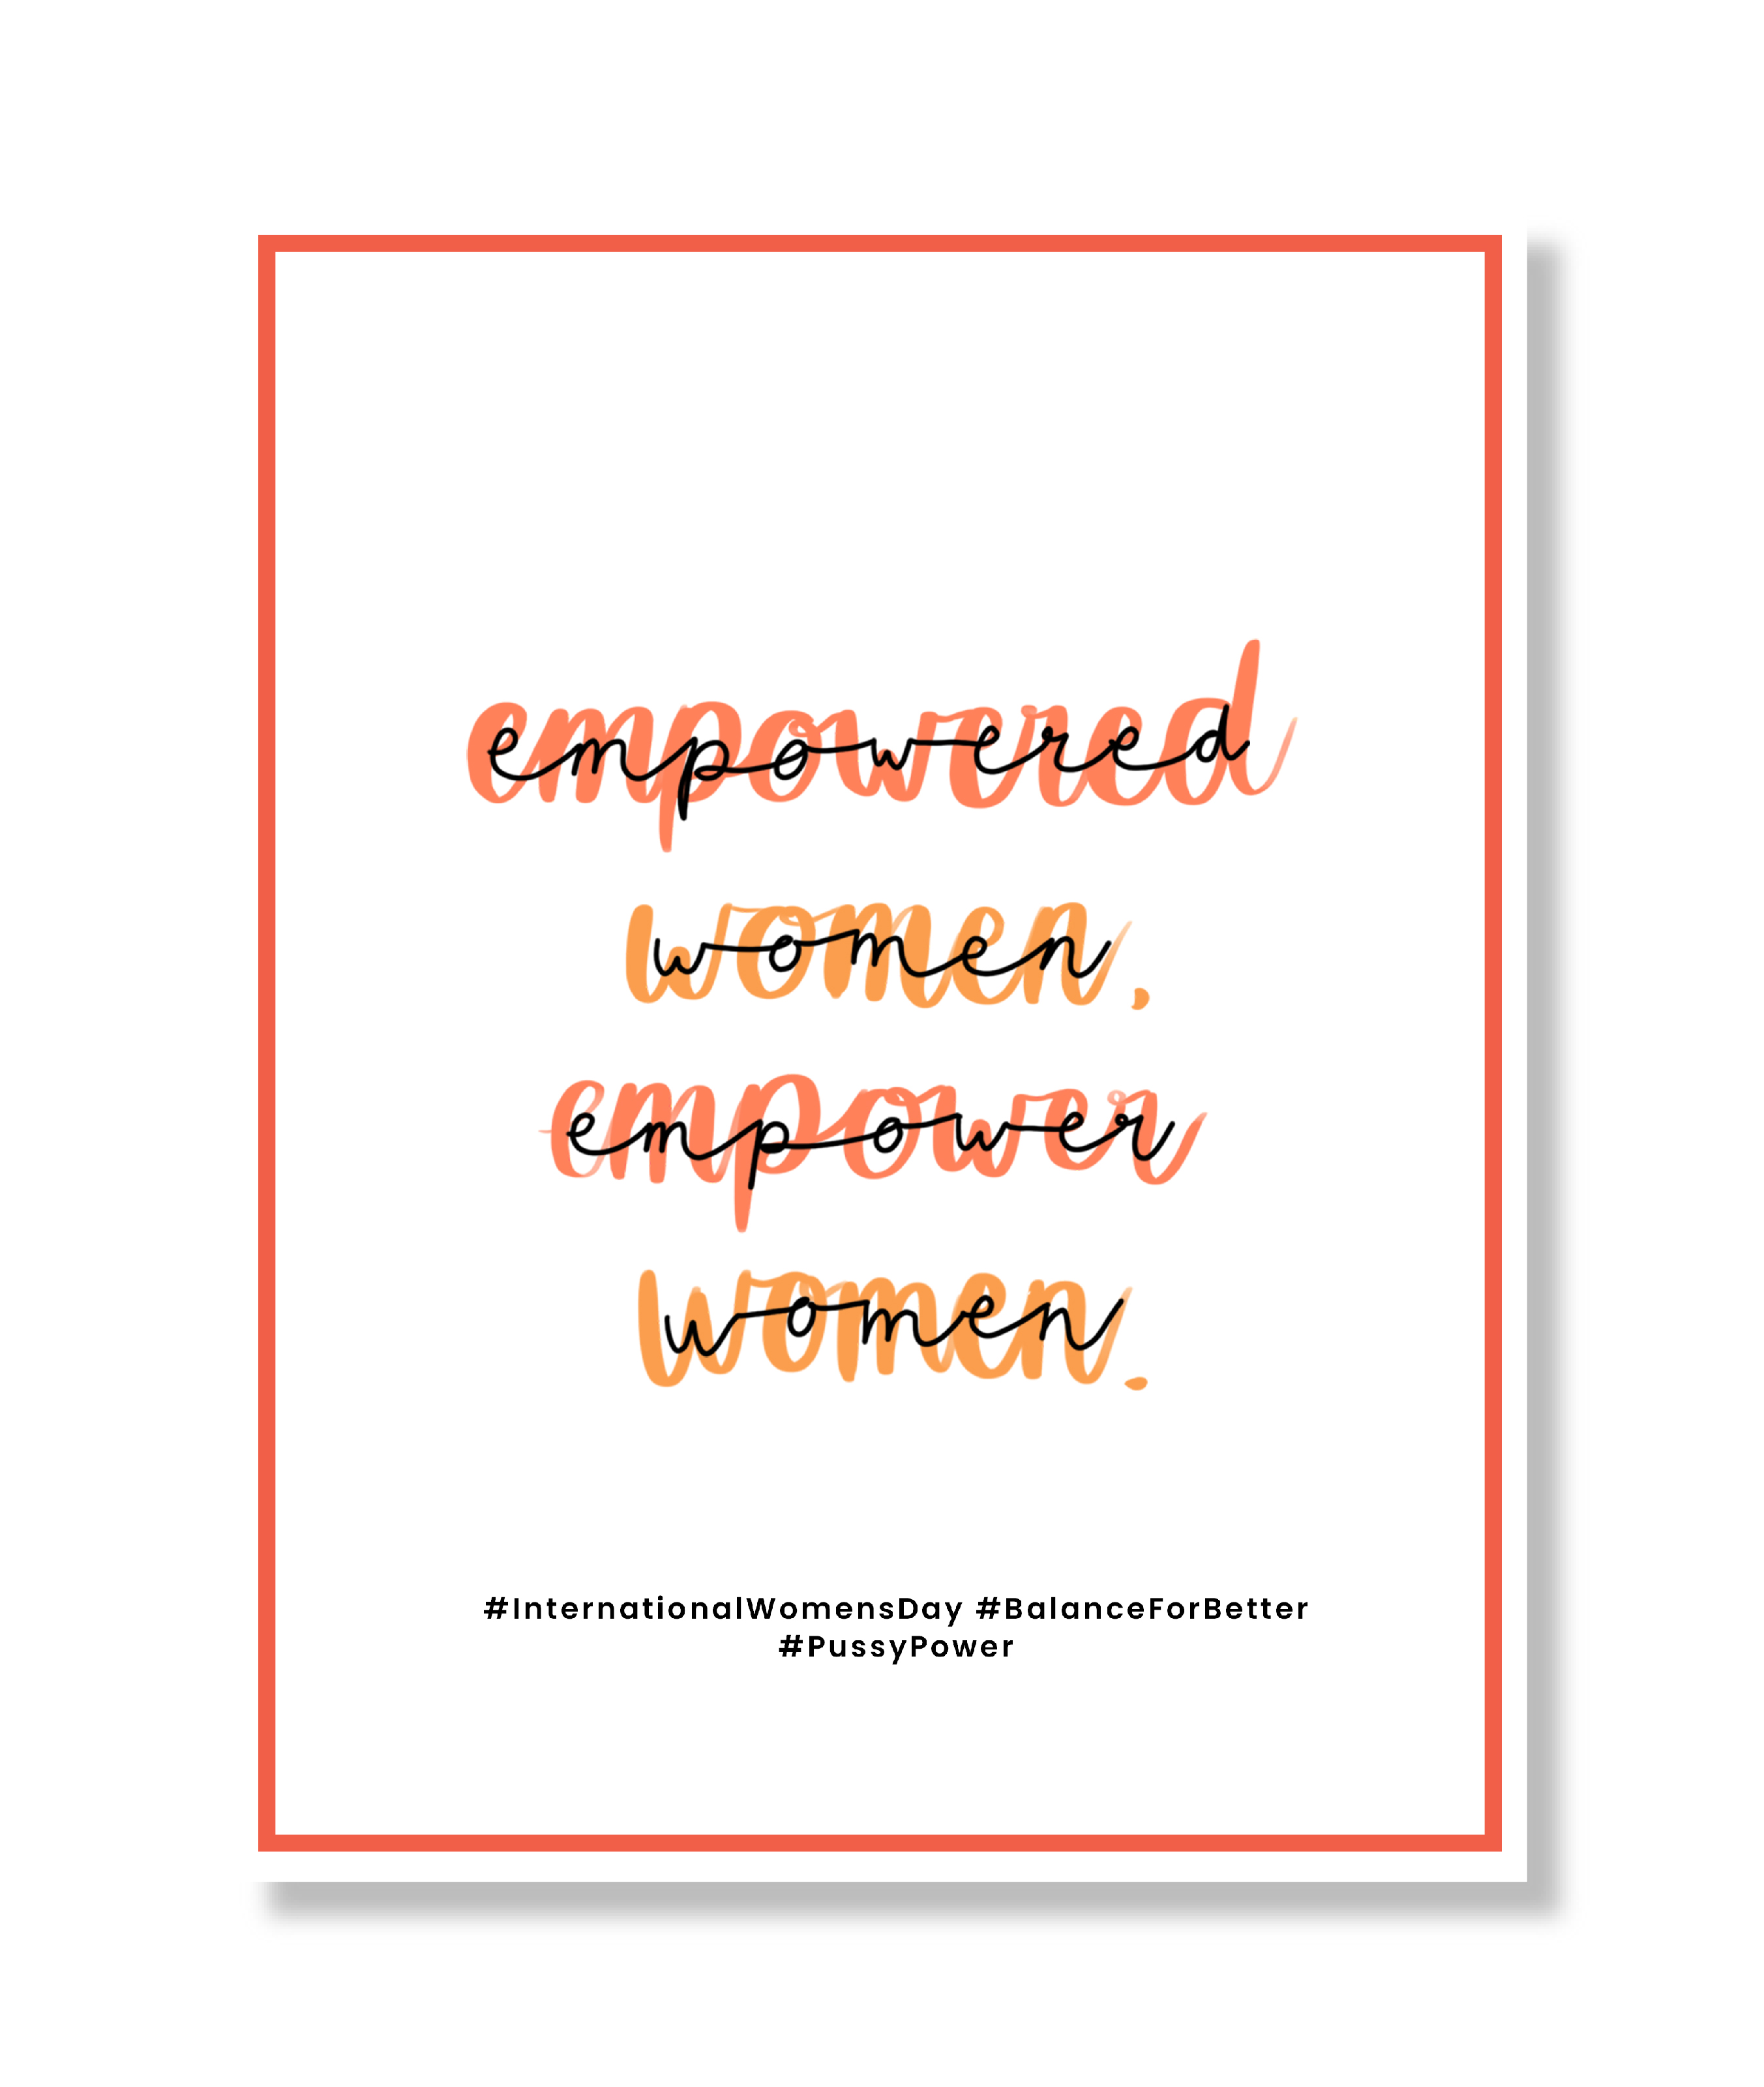 empowered
women.
empower
women.
#InternationalWomensDay #BalanceForBetter
#PussyPower